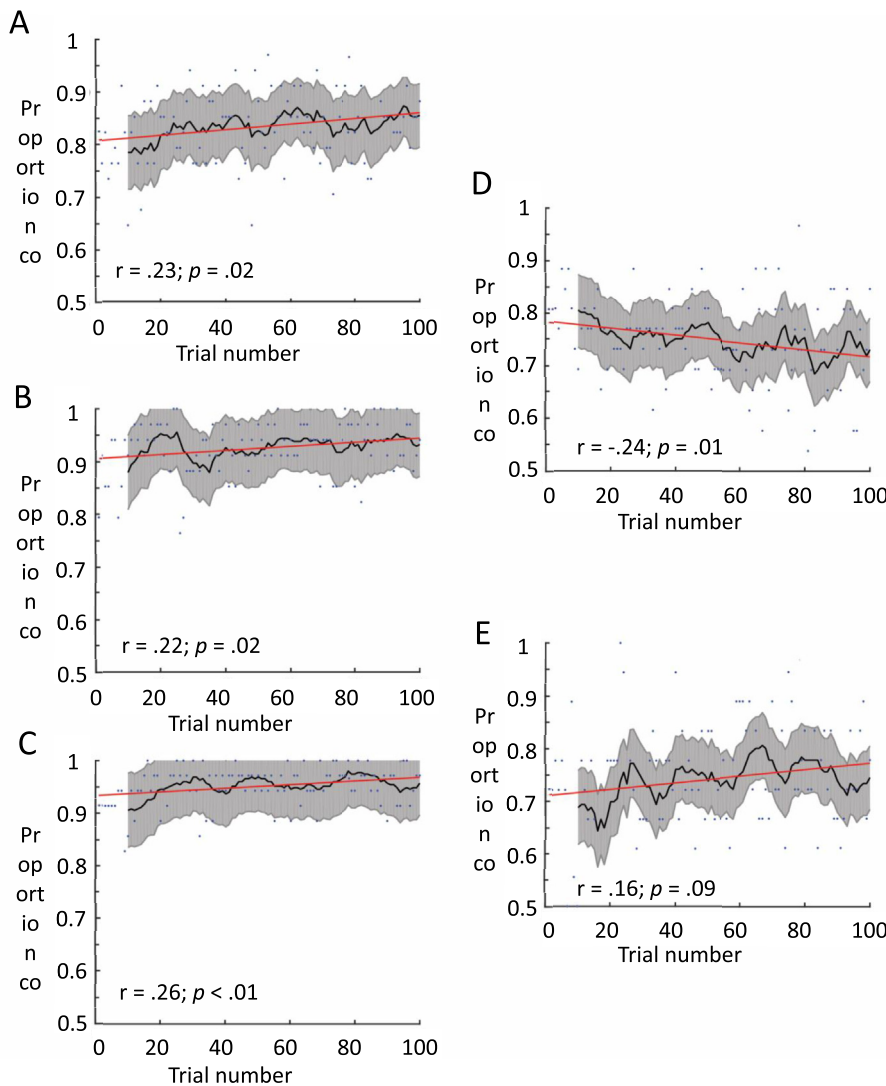 A
1
0.9
0.8
0.7
0.6
0.5
Pr
op
ort
io
n
co
r = .23; p = .02
0 20 40 60 80 100
Trial number
B
1
0.9
0.8
0.7
0.6
0.5
Pr
op
ort
io
n
co
r = .22; p = .02
0 20 40 60 80 100
Trial number
C
1
0.9
0.8
0.7
0.6
0.5
Pr
op
ort
io
n
co
r = .26; p < .01
0 20 40 60 80 100
Trial number
D
1
0.9
0.8
0.7
0.6
0.5
Pr
op
ort
io
n
co
r = -.24; p = .01
0 20 40 60 80 100
Trial number
E
1
0.9
0.8
0.7
0.6
0.5
Pr
op
ort
io
n
co
r = .16; p = .09
0 20 40 60 80 100
Trial number